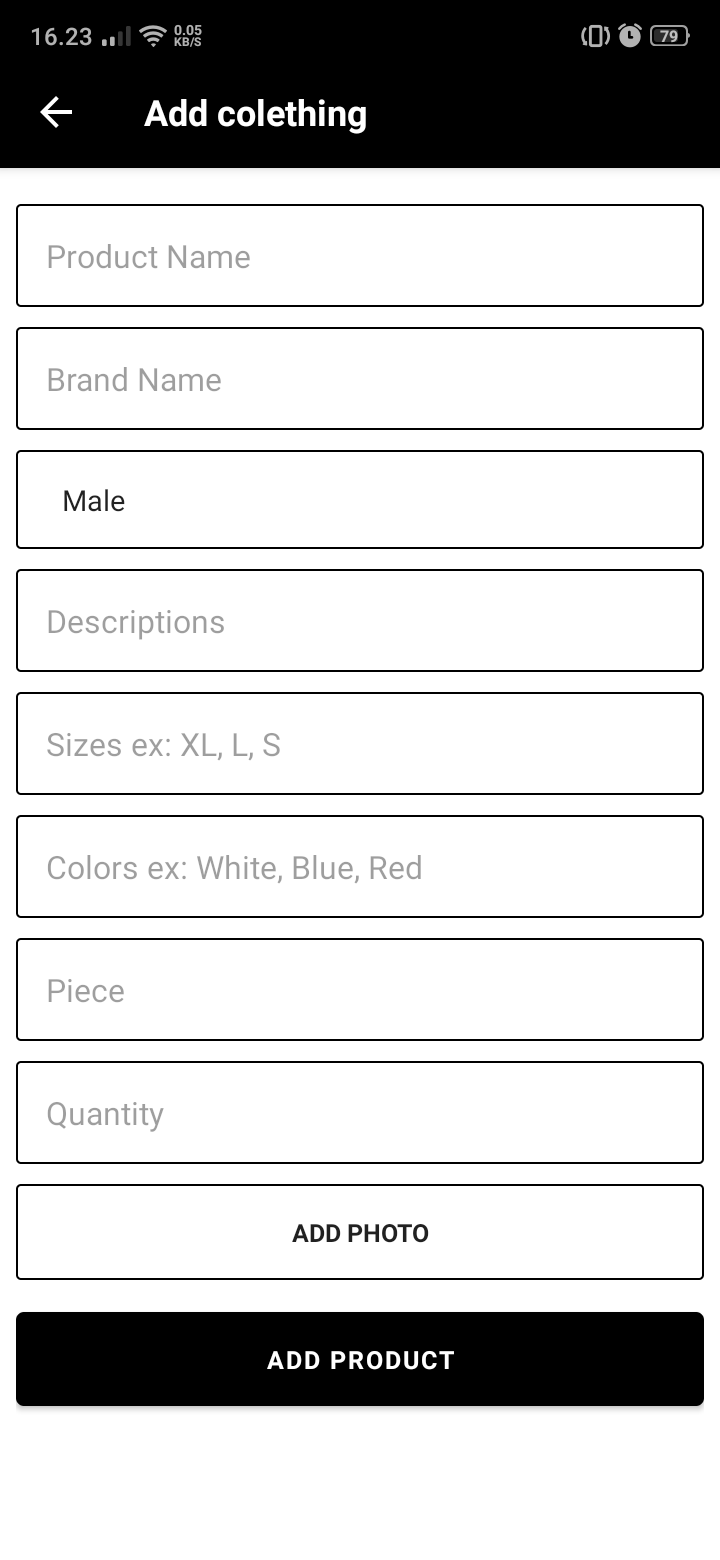 16.23 0.05 KB/S 79
Add colething
Product Name
Brand Name
Male
Descriptions
Sizes ex: XL, L, S
Colors ex: White, Blue, Red
Piece
Quantity
ADD PHOTO
ADD PRODUCT